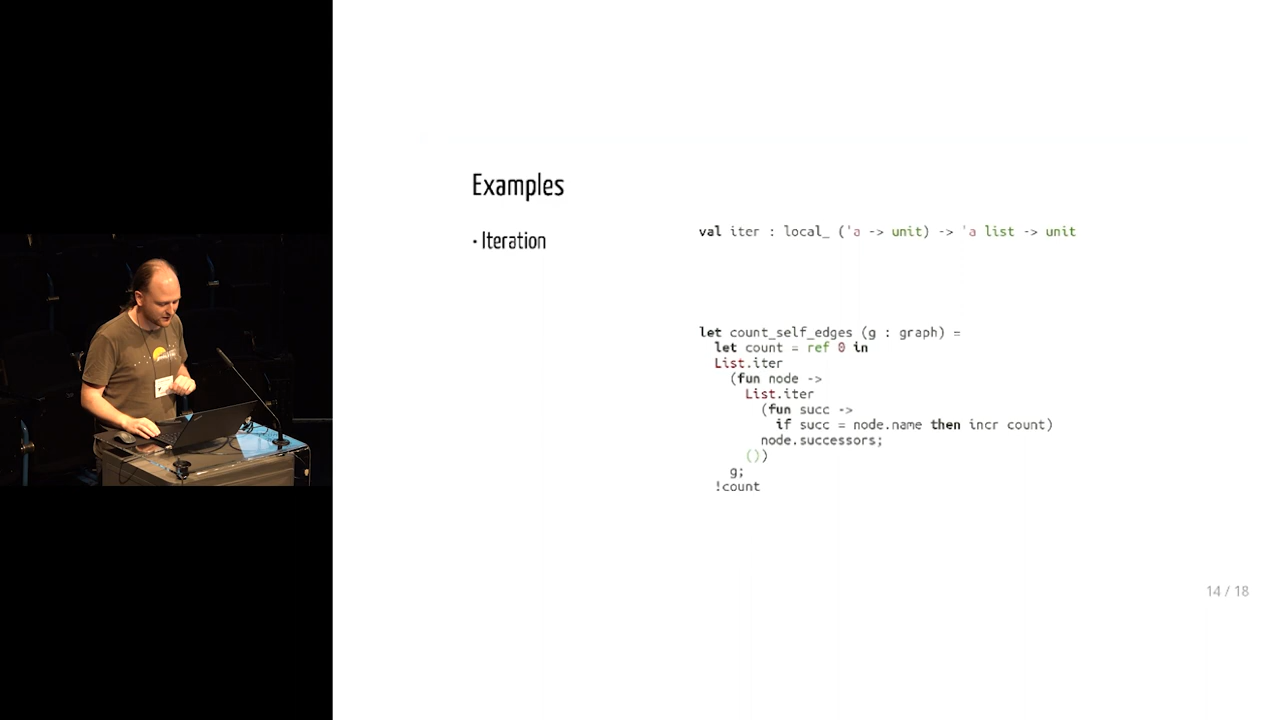 Examples
· Iteration
val iter : local_ ('a -> unit) -> 'a list -> unit
let count_self_edges (g : graph) =
  let count = ref 0 in
  List.iter
    (fun node ->
      List.iter
        (fun succ ->
          if succ = node.name then incr count)
        node.successors;
      ())
    g;
  !count
14 / 18